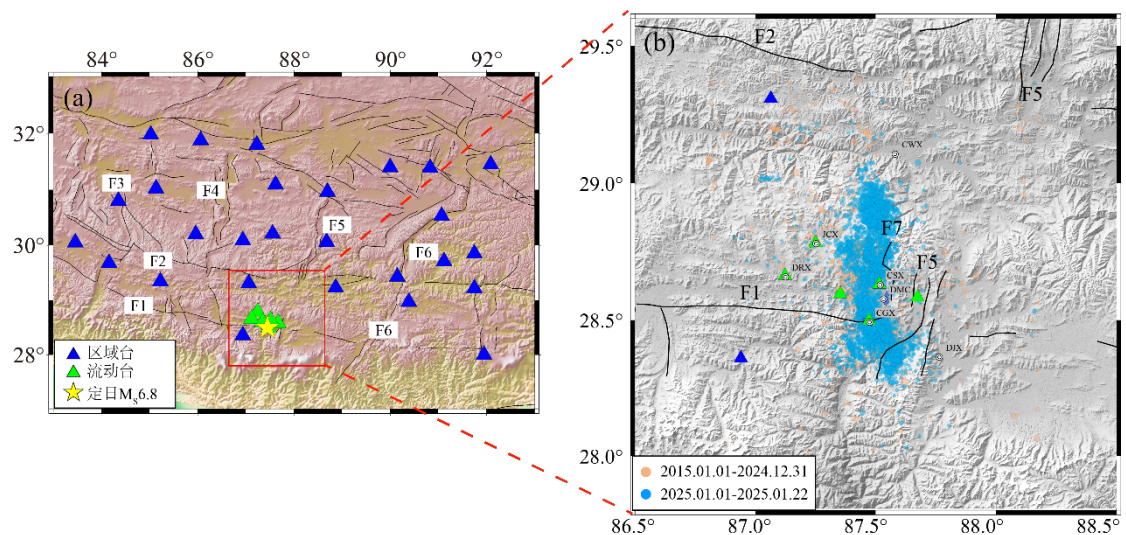 84° 86° 88° 90° 92°
(a)
32°
30°
28°
F3
F4
F2
F5
F6
F1
F6
区域台
流动台
定日Mₛ6.8
(b)
29.5°
29.0°
28.5°
28.0°
F2
F5
CWX
F7
JCX
DRX
CSX
F5
DMC
F1
CGX
DJX
2015.01.01-2024.12.31
2025.01.01-2025.01.22
86.5° 87.0° 87.5° 88.0° 88.5°